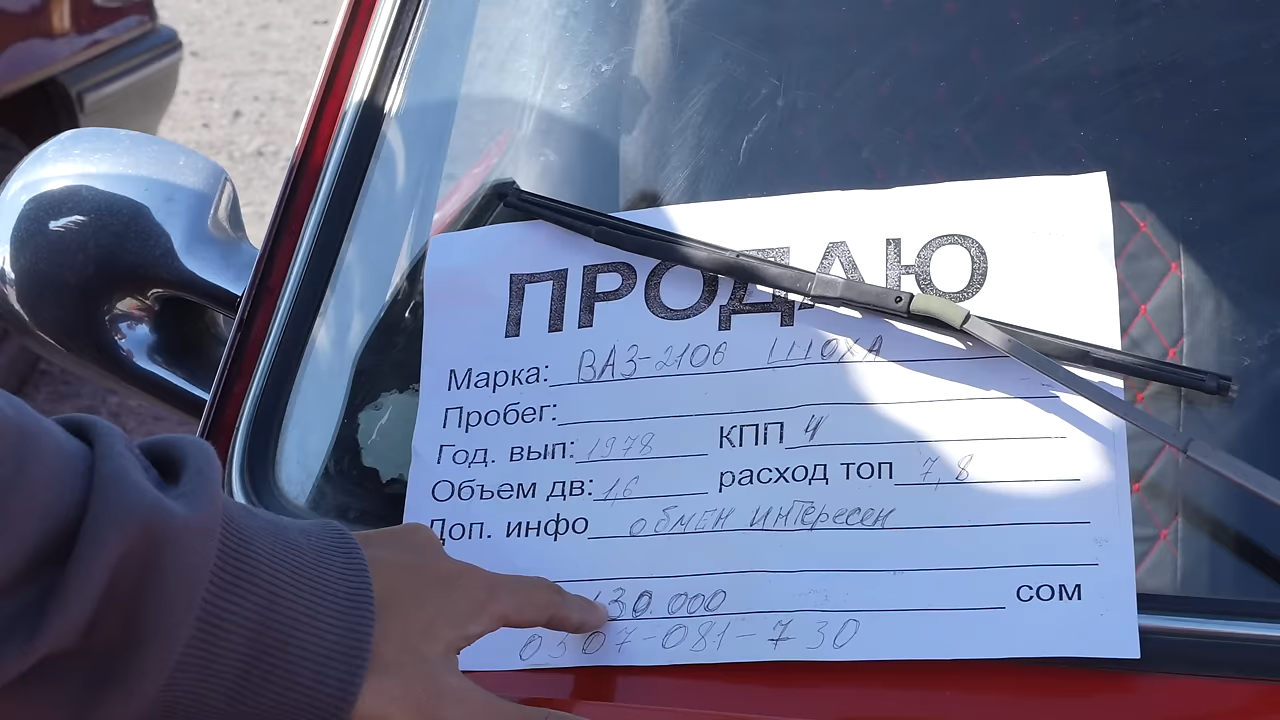 ПРОДАЮ
Марка: ВАЗ-2106 ШОХА
Пробег:
Год. вып: 1978 КПП 4
Объем дв: 1,6 расход топ 7,8
Доп. инфо обмен интересен
130.000 сом
0507-081-730